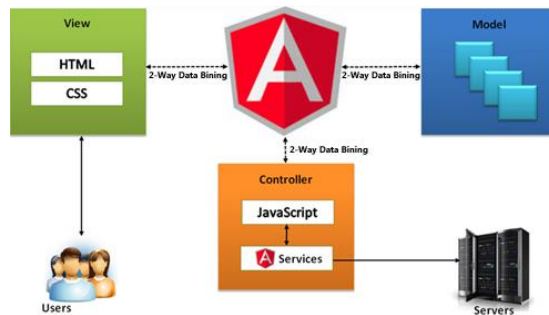 View
HTML
CSS
2-Way Data Bining
A
2-Way Data Bining
Model
2-Way Data Bining
Controller
JavaScript
A Services
Users
Servers